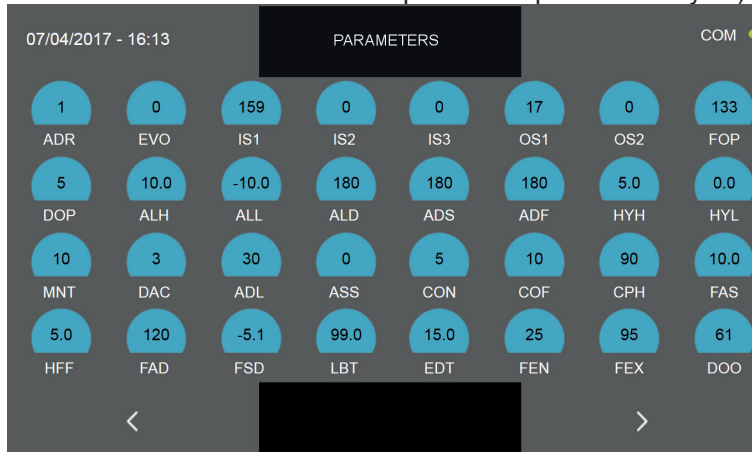 07/04/2017 - 16:13 PARAMETERS COM
1 0 159 0 0 17 0 133
ADR EVO IS1 IS2 IS3 OS1 OS2 FOP
5 10.0 -10.0 180 180 180 5.0 0.0
DOP ALH ALL ALD ADS ADF HYH HYL
10 3 30 0 5 10 90 10.0
MNT DAC ADL ASS CON COF CPH FAS
5.0 120 -5.1 99.0 15.0 25 95 61
HFF FAD FSD LBT EDT FEN FEX DOO
< >